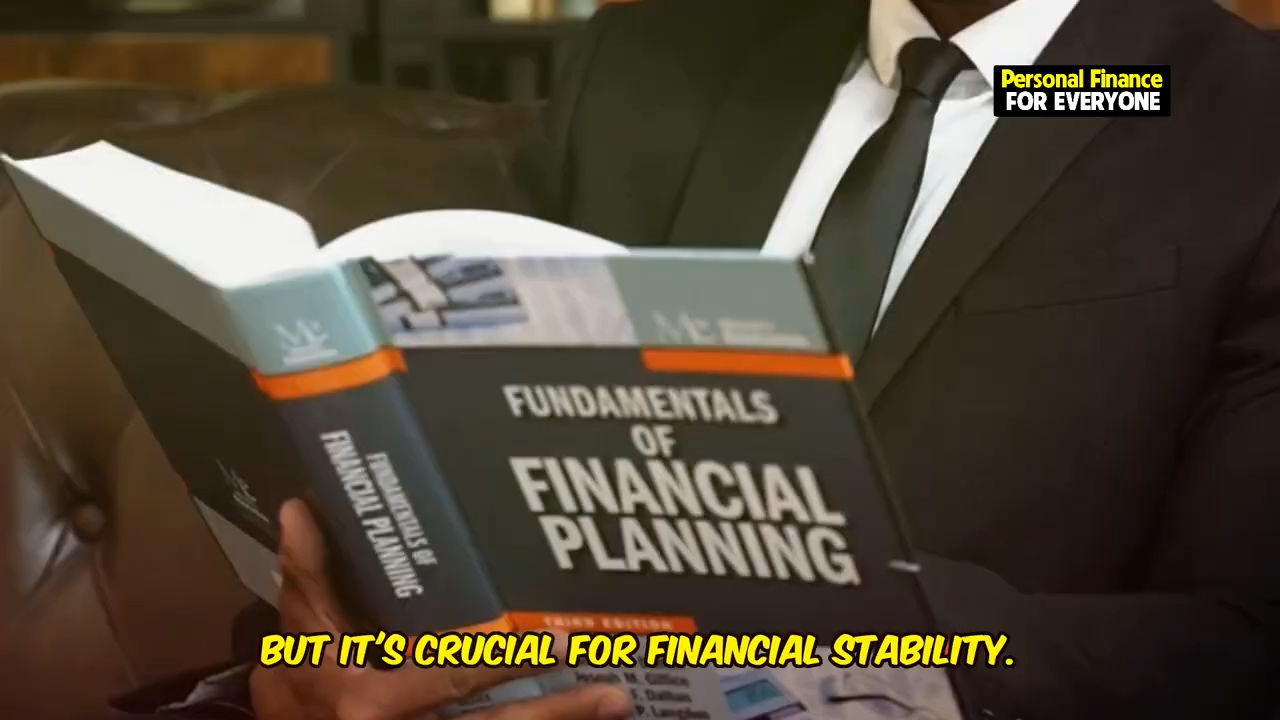 Personal Finance
FOR EVERYONE
FUNDAMENTALS
OF
FINANCIAL
PLANNING
FUNDAMENTALS OF
FINANCIAL PLANNING
THIRD EDITION
BUT IT'S CRUCIAL FOR FINANCIAL STABILITY.